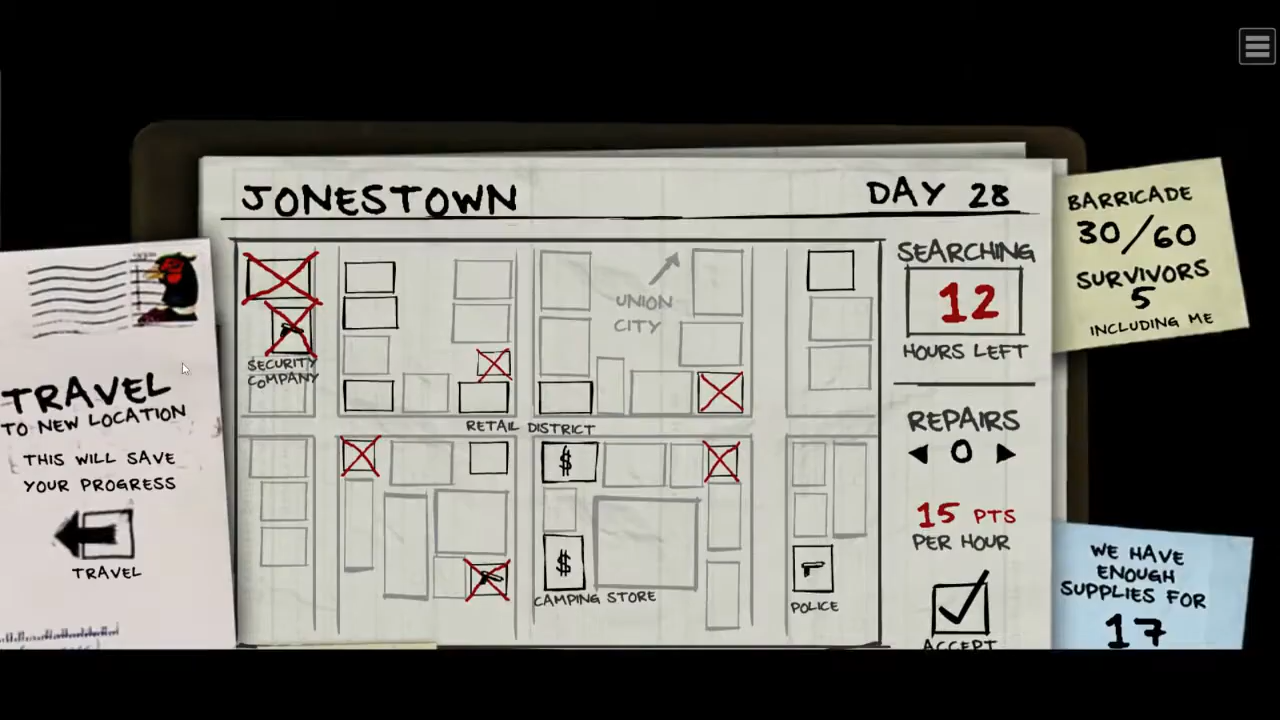 JONESTOWN
DAY 28
UNION
CITY
SECURITY
COMPANY
RETAIL DISTRICT
$
$
CAMPING STORE
POLICE
SEARCHING
12
HOURS LEFT
REPAIRS
0
15 PTS
PER HOUR
ACCEPT
TRAVEL
TO NEW LOCATION
THIS WILL SAVE
YOUR PROGRESS
TRAVEL
BARRICADE
30/60
SURVIVORS
5
INCLUDING ME
WE HAVE
ENOUGH
SUPPLIES FOR
17